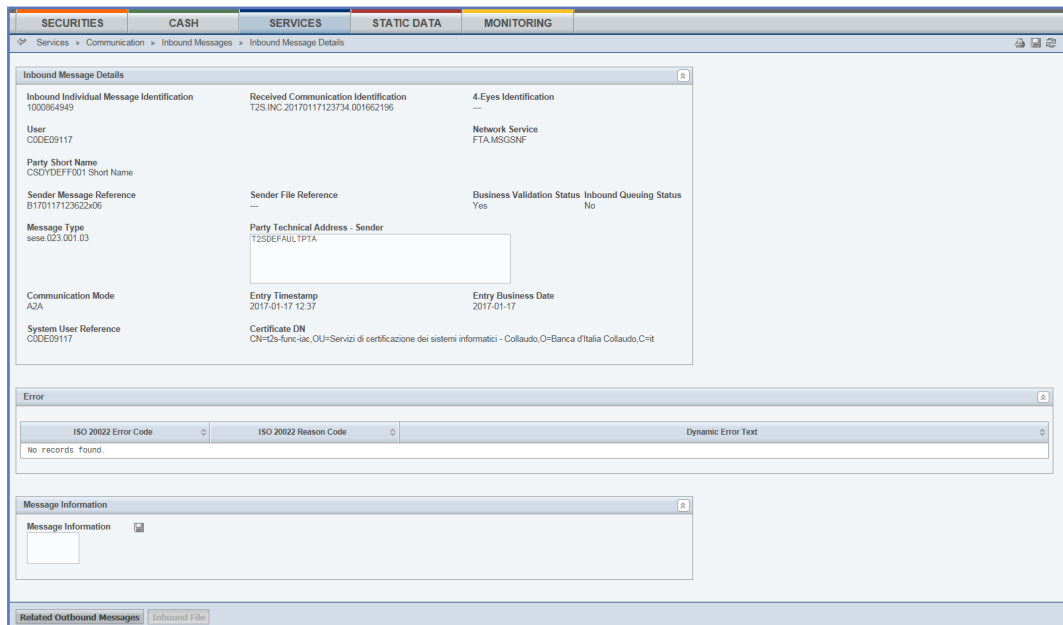 SECURITIES CASH SERVICES STATIC DATA MONITORING
Services » Communication » Inbound Messages » Inbound Message Details
Inbound Message Details
Inbound Individual Message Identification Received Communication Identification 4-Eyes Identification
1000864949 T2S.INC.20170117123734.001662196 ---
User Network Service
C0DE09117 FTA.MSGSNF
Party Short Name
CSDYDEFF001 Short Name
Sender Message Reference Sender File Reference Business Validation Status Inbound Queuing Status
B170117123622x06 --- Yes No
Message Type Party Technical Address - Sender
sese.023.001.03 T2SDEFAULTPTA
Communication Mode Entry Timestamp Entry Business Date
A2A 2017-01-17 12:37 2017-01-17
System User Reference Certificate DN
C0DE09117 CN=t2s-func-iac,OU=Servizi di certificazione dei sistemi informatici - Collaudo,O=Banca d'Italia Collaudo,C=it
Error
ISO 20022 Error Code ISO 20022 Reason Code Dynamic Error Text
No records found.
Message Information
Message Information
Related Outbound Messages Inbound File